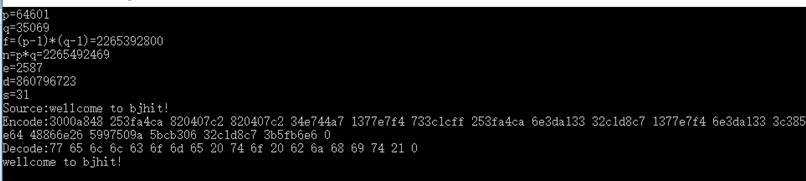 p=64601
q=35069
f=(p-1)*(q-1)=2265392800
n=p*q=2265492469
e=2587
d=860796723
s=31
Source:wellcome to bjhit!
Encode:3000a848 253fa4ca 820407c2 820407c2 34e744a7 1377e7f4 733c1cff 253fa4ca 6e3da133 32c1d8c7 1377e7f4 6e3da133 3c385
e64 48866e26 5997509a 5bcb306 32c1d8c7 3b5fb6e6 0
Decode:77 65 6c 6c 63 6f 6d 65 20 74 6f 20 62 6a 68 69 74 21 0
wellcome to bjhit!